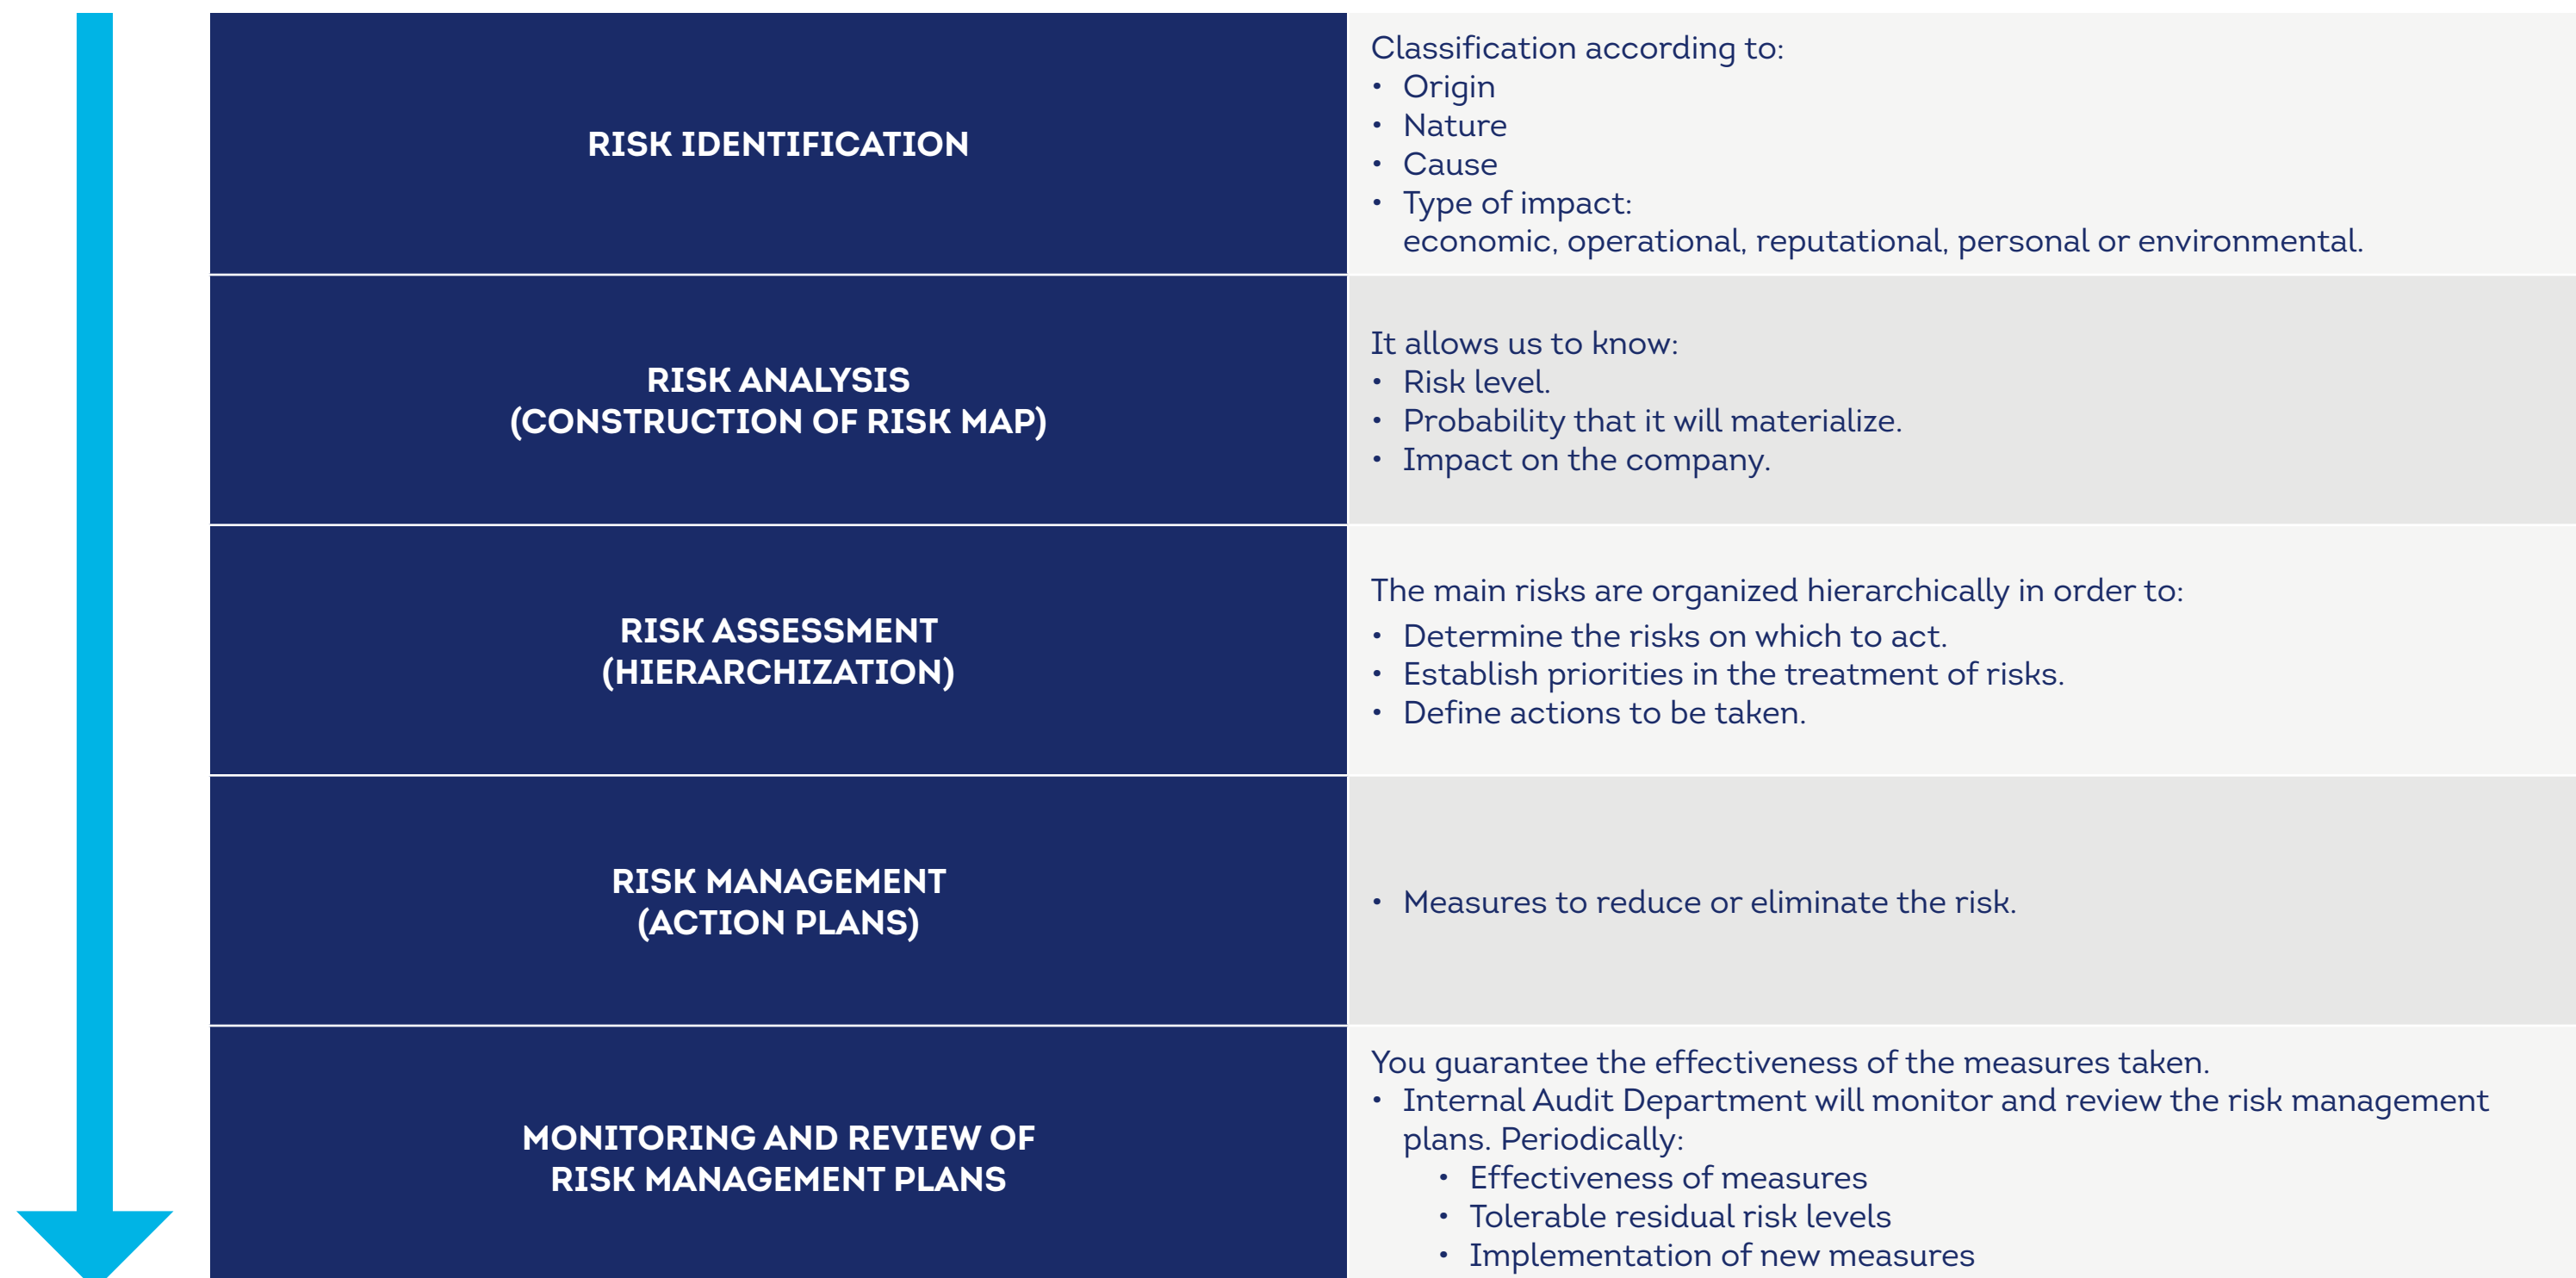 RISK IDENTIFICATION
Classification according to:
• Origin
• Nature
• Cause
• Type of impact:
economic, operational, reputational, personal or environmental.
RISK ANALYSIS
(CONSTRUCTION OF RISK MAP)
It allows us to know:
• Risk level.
• Probability that it will materialize.
• Impact on the company.
RISK ASSESSMENT
(HIERARCHIZATION)
The main risks are organized hierarchically in order to:
• Determine the risks on which to act.
• Establish priorities in the treatment of risks.
• Define actions to be taken.
RISK MANAGEMENT
(ACTION PLANS)
• Measures to reduce or eliminate the risk.
MONITORING AND REVIEW OF
RISK MANAGEMENT PLANS
You guarantee the effectiveness of the measures taken.
• Internal Audit Department will monitor and review the risk management
plans. Periodically:
• Effectiveness of measures
• Tolerable residual risk levels
• Implementation of new measures